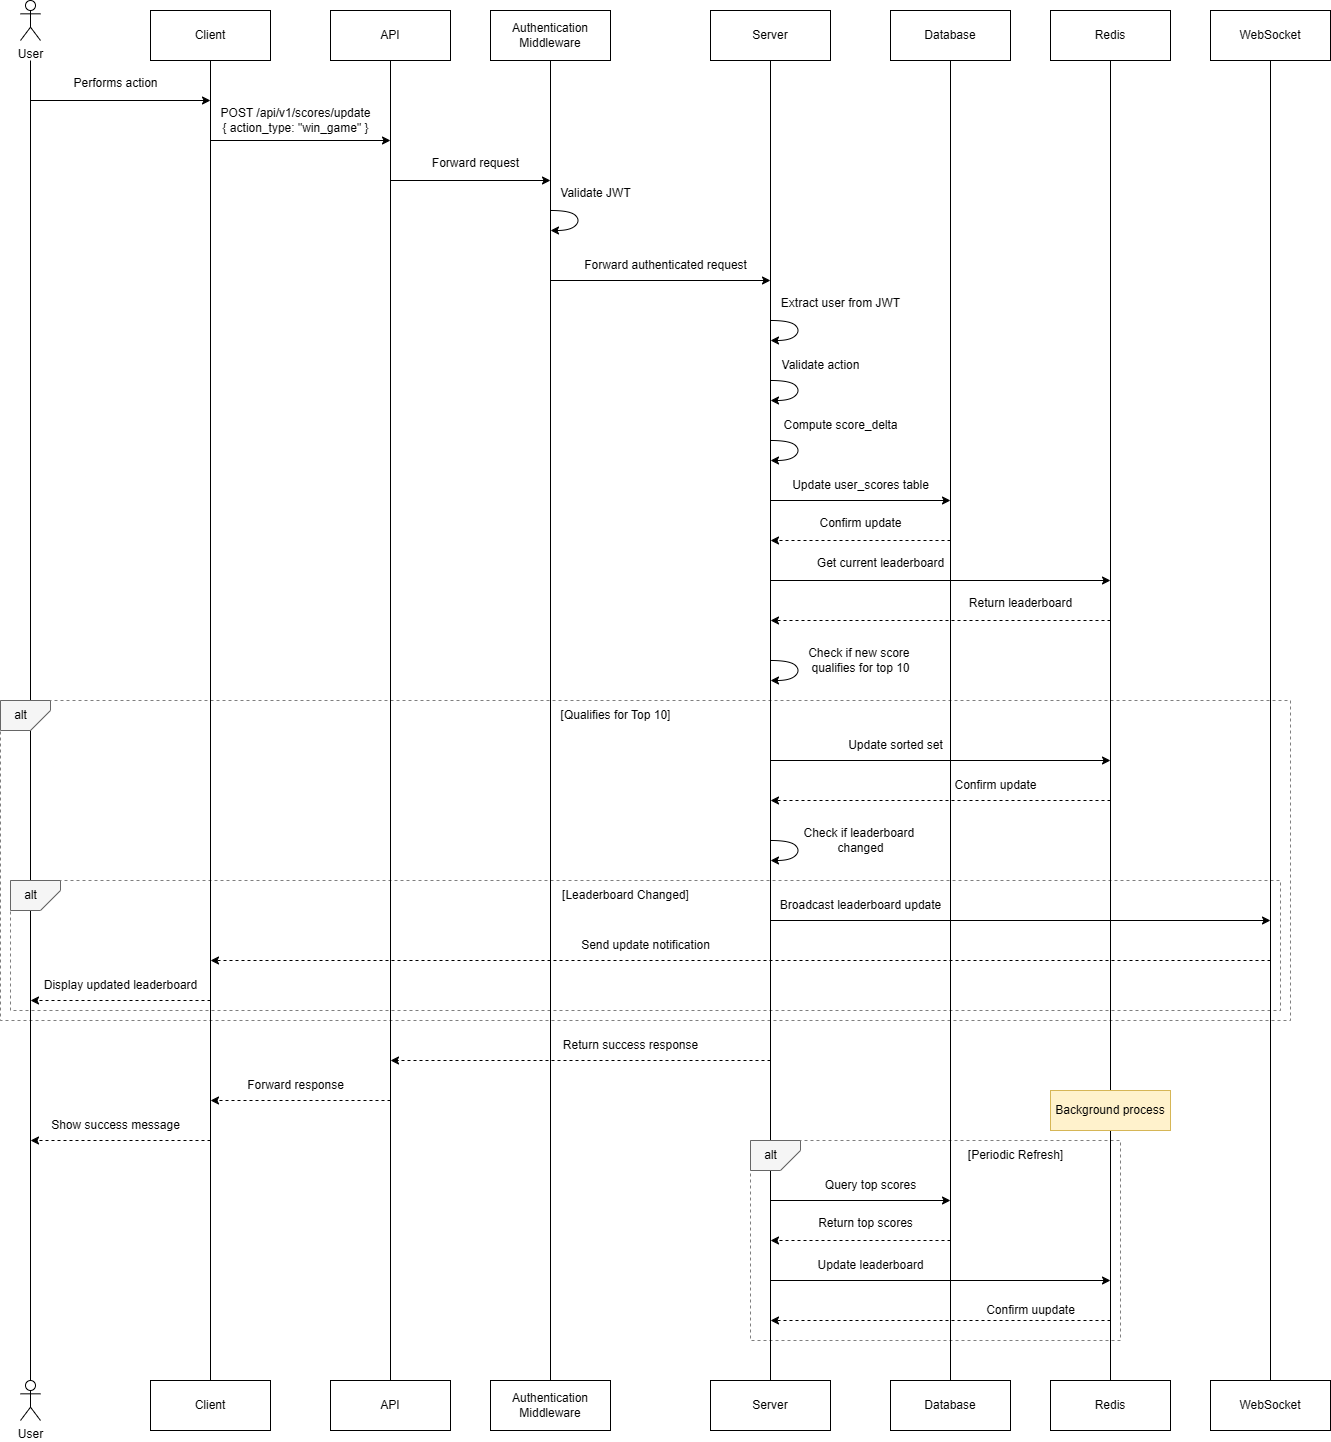 User
Client
API
Authentication
Middleware
Server
Database
Redis
WebSocket
Performs action
POST /api/v1/scores/update
{ action_type: "win_game" }
Forward request
Validate JWT
Forward authenticated request
Extract user from JWT
Validate action
Compute score_delta
Update user_scores table
Confirm update
Get current leaderboard
Return leaderboard
Check if new score
qualifies for top 10
alt
[Qualifies for Top 10]
Update sorted set
Confirm update
Check if leaderboard
changed
alt
[Leaderboard Changed]
Broadcast leaderboard update
Send update notification
Display updated leaderboard
Return success response
Forward response
Background process
Show success message
alt
[Periodic Refresh]
Query top scores
Return top scores
Update leaderboard
Confirm uupdate
User
Client
API
Authentication
Middleware
Server
Database
Redis
WebSocket